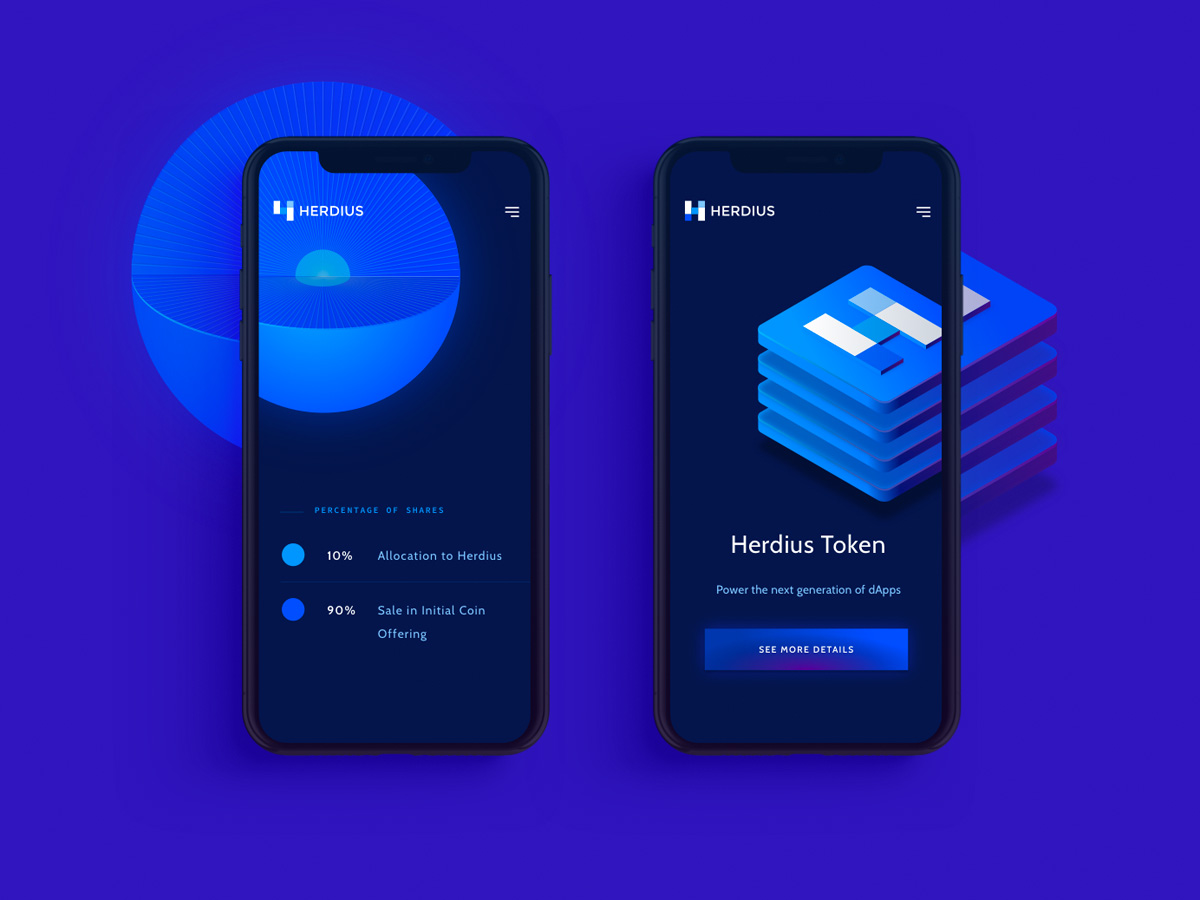 HERDIUS
PERCENTAGE OF SHARES
10% Allocation to Herdius
90% Sale in Initial Coin
Offering
HERDIUS
Herdius Token
Power the next generation of dApps
SEE MORE DETAILS